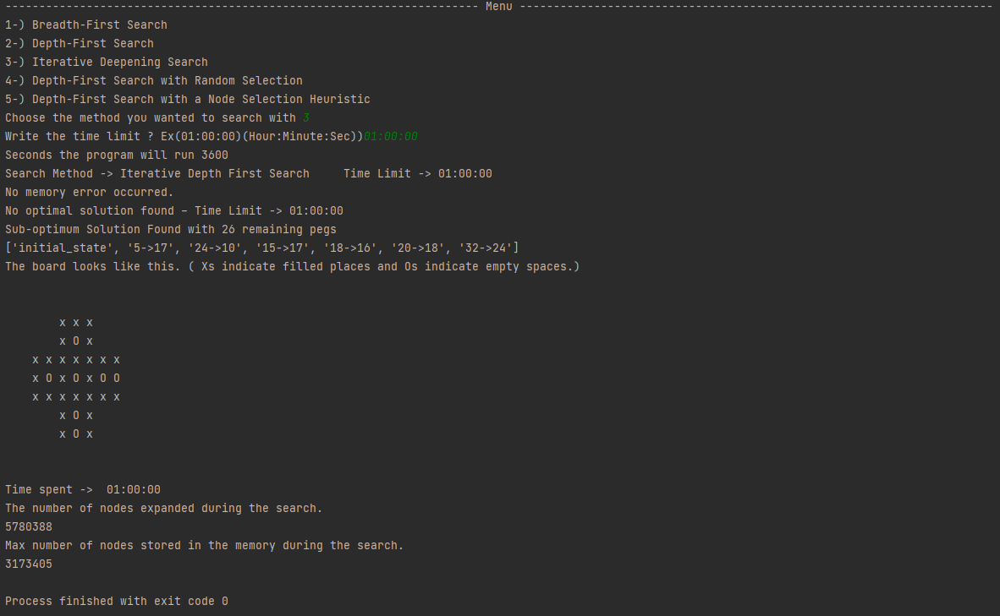 ---------------------------------------------------------------------- Menu ----------------------------------------------------------------------
1-) Breadth-First Search
2-) Depth-First Search
3-) Iterative Deepening Search
4-) Depth-First Search with Random Selection
5-) Depth-First Search with a Node Selection Heuristic
Choose the method you wanted to search with 3
Write the time limit ? Ex(01:00:00)(Hour:Minute:Sec))01:00:00
Seconds the program will run 3600
Search Method -> Iterative Depth First Search     Time Limit -> 01:00:00
No memory error occurred.
No optimal solution found – Time Limit -> 01:00:00
Sub-optimum Solution Found with 26 remaining pegs
['initial_state', '5->17', '24->10', '15->17', '18->16', '20->18', '32->24']
The board looks like this. ( Xs indicate filled places and Os indicate empty spaces.)
        x x x
        x O x
    x x x x x x x
    x O x O x O O
    x x x x x x x
        x O x
        x O x
Time spent ->  01:00:00
The number of nodes expanded during the search.
5780388
Max number of nodes stored in the memory during the search.
3173405
Process finished with exit code 0